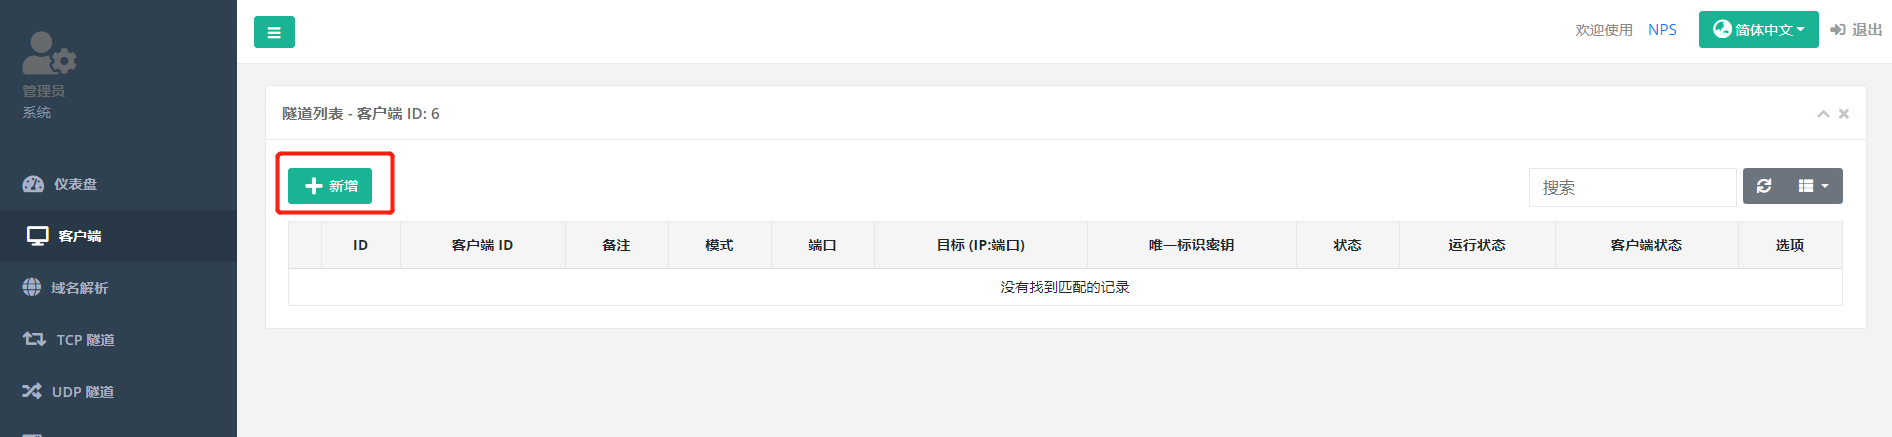 欢迎使用 NPS 简体中文 退出
管理员
系统
仪表盘
客户端
域名解析
TCP 隧道
UDP 隧道
隧道列表 - 客户端 ID: 6
新增
搜索
ID 客户端 ID 备注 模式 端口 目标 (IP:端口) 唯一标识密钥 状态 运行状态 客户端状态 选项
没有找到匹配的记录